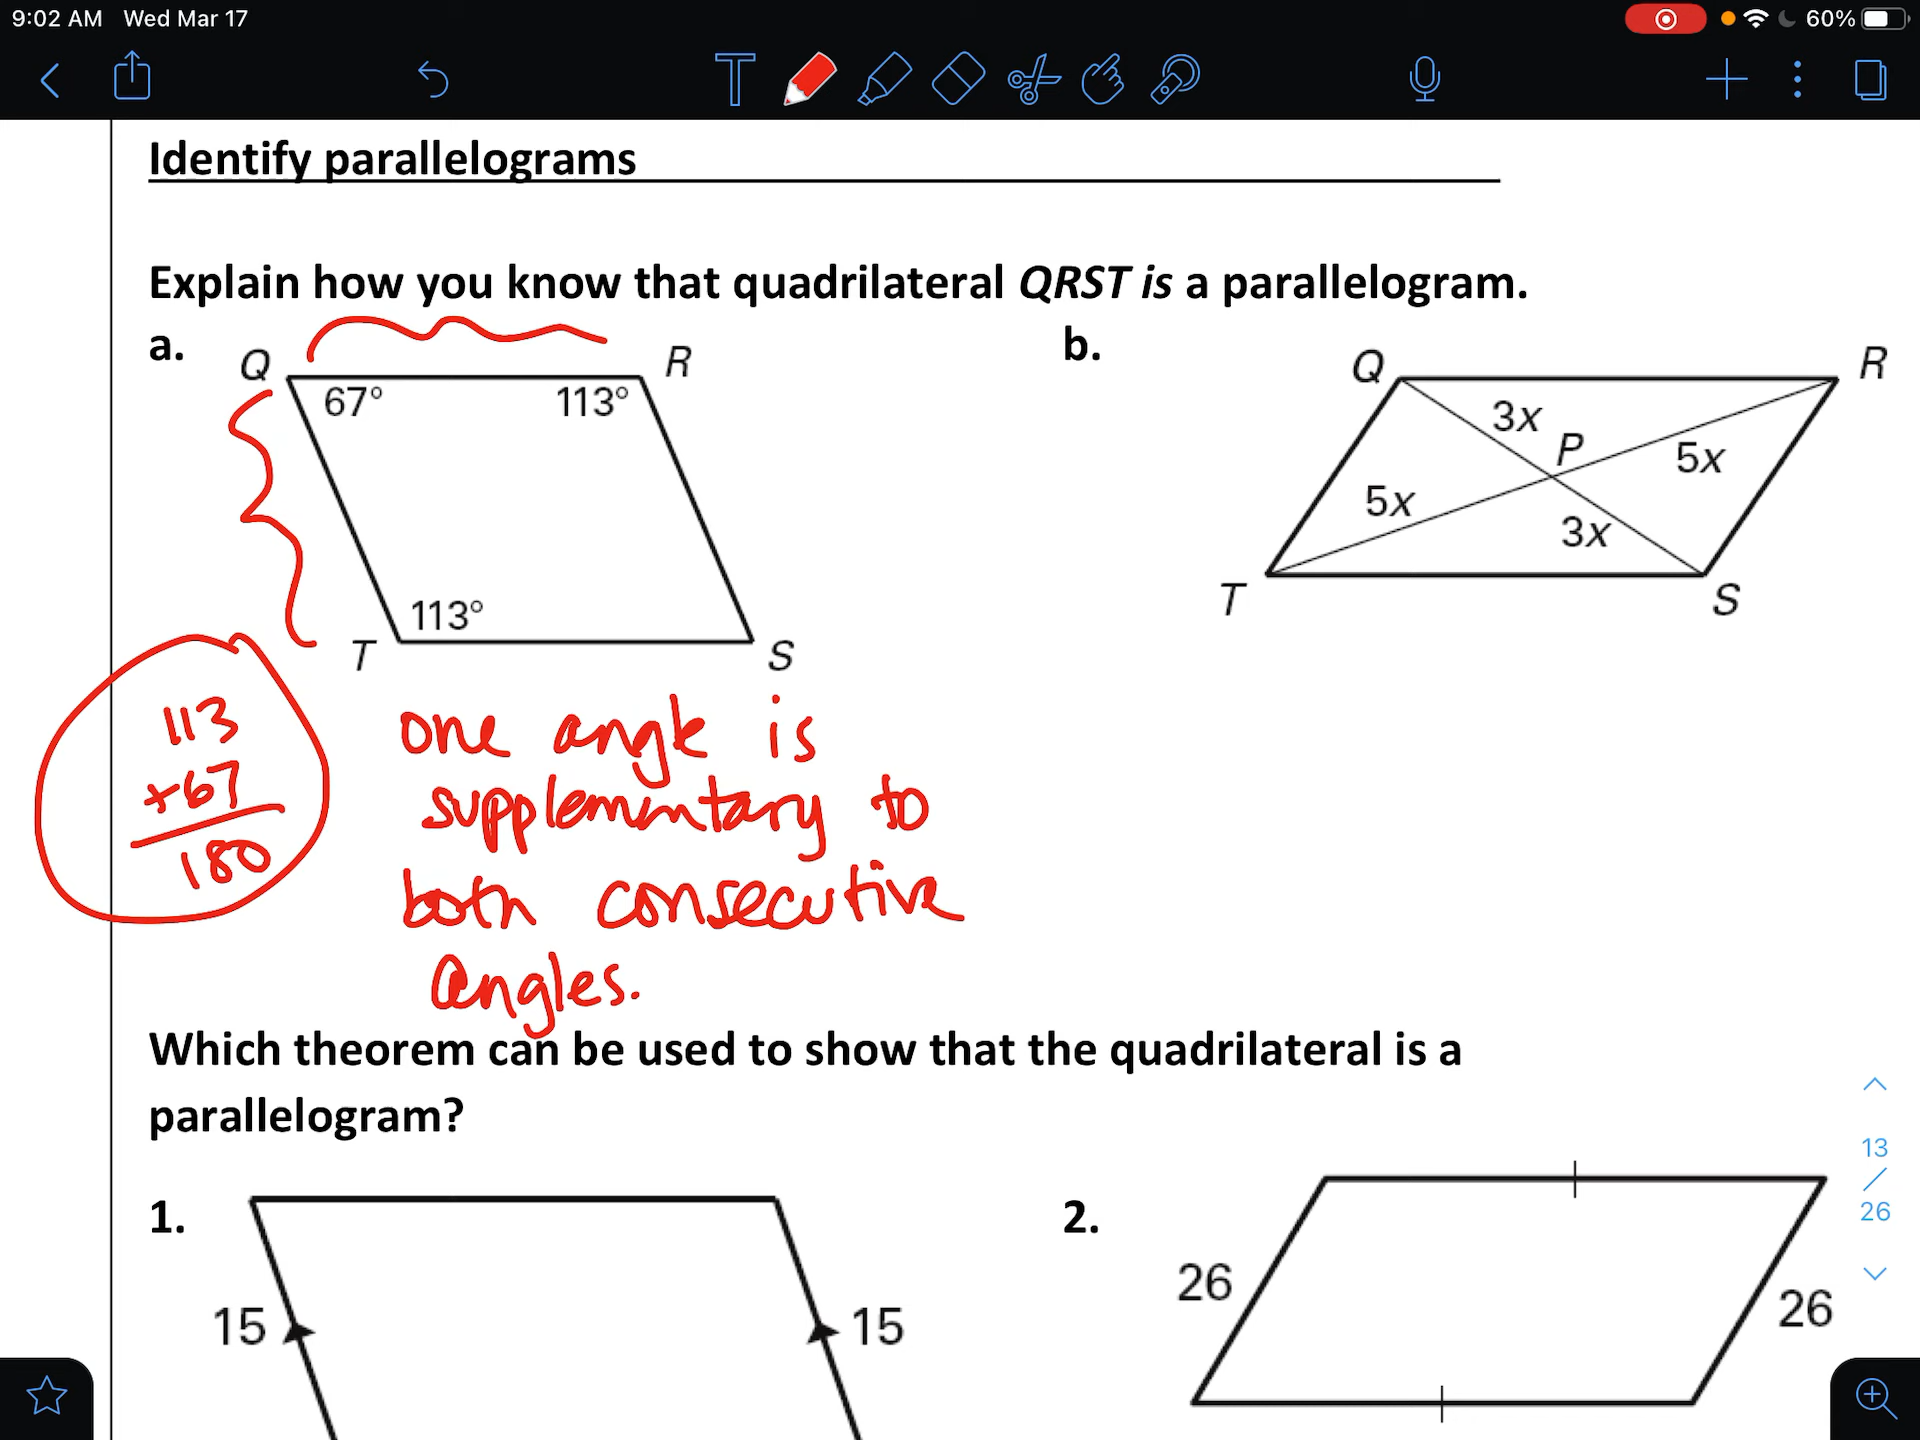 9:02 AM Wed Mar 17
60%
Identify parallelograms
Explain how you know that quadrilateral QRST is a parallelogram.
a.
Q
R
67°
113°
113°
T
S
113
+67
180
one angle is
supplementary to
both consecutive
angles.
b.
Q
R
3x
P
5x
5x
3x
T
S
Which theorem can be used to show that the quadrilateral is a
parallelogram?
1.
15
15
2.
26
26
13
/
26